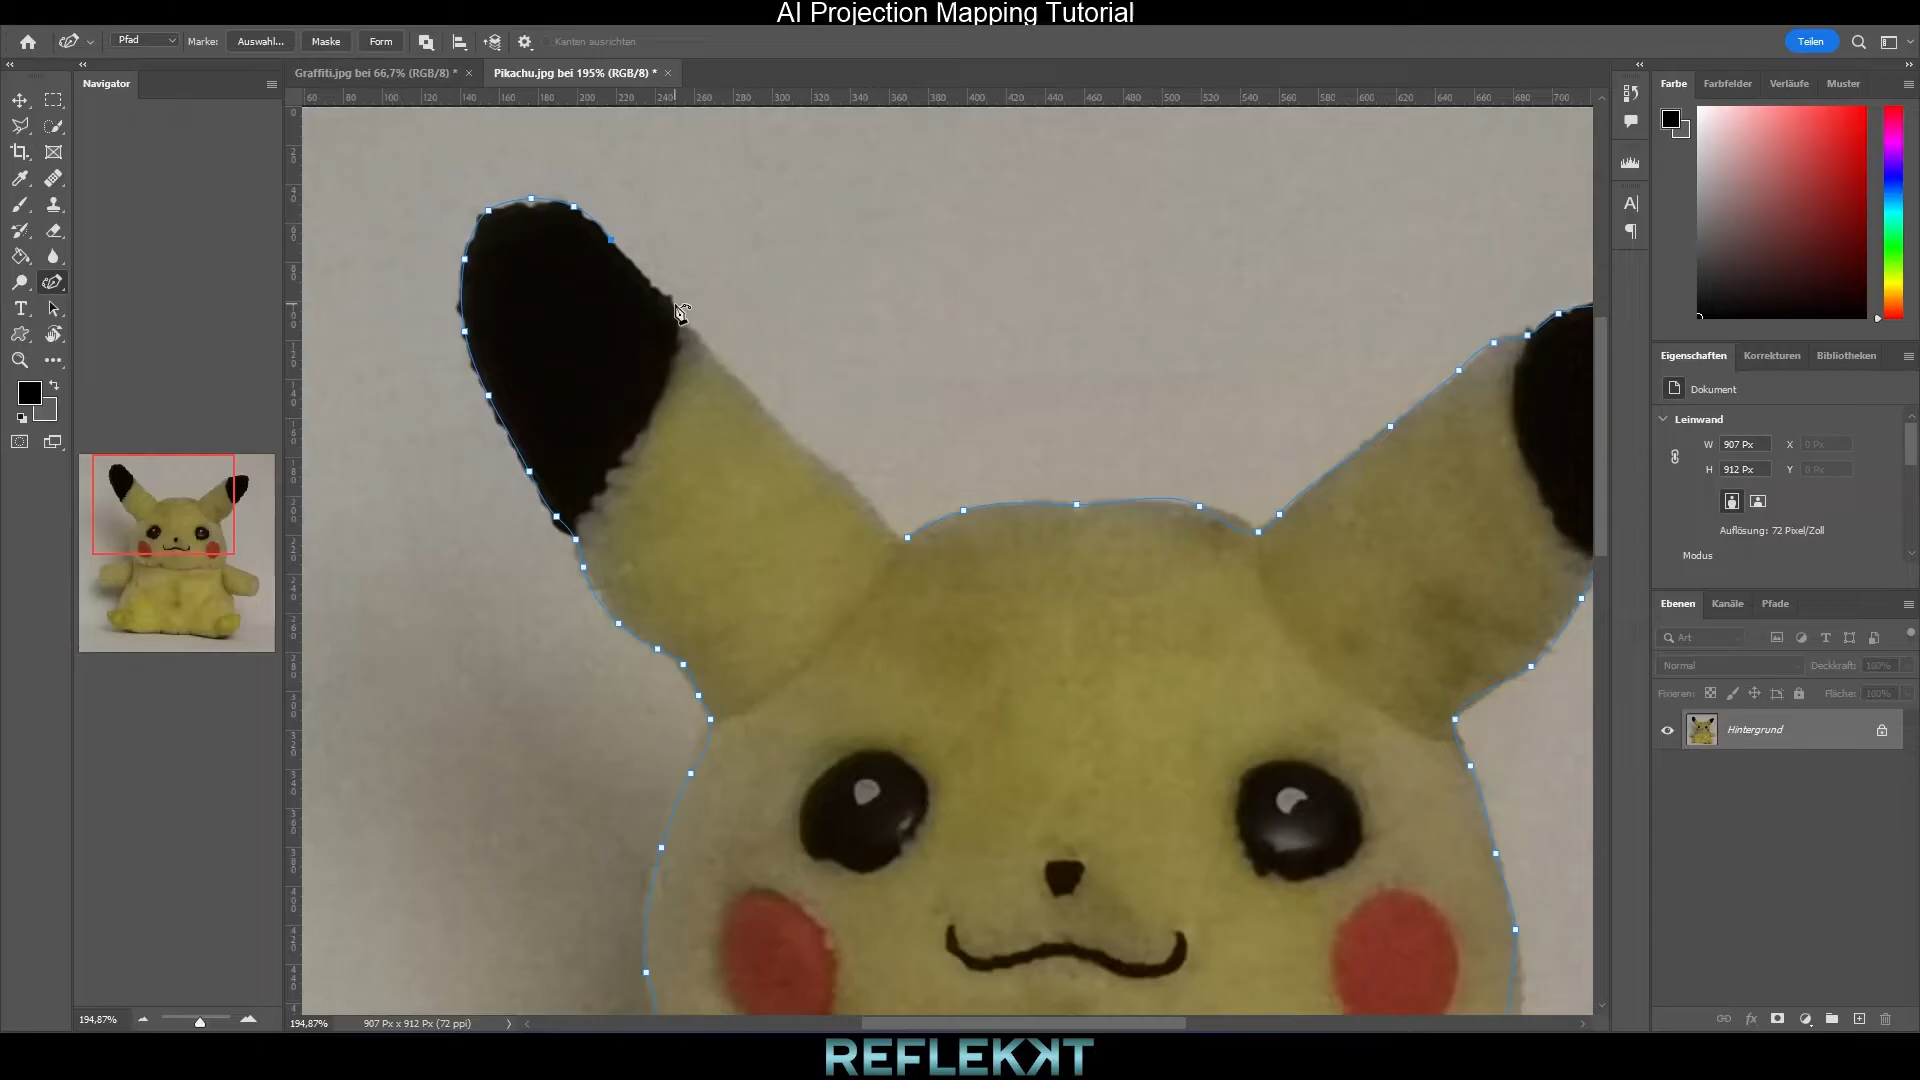 AI Projection Mapping Tutorial
Pfad Marke: Auswahl... Maske Form Kanten ausrichten Teilen
Navigator
Graffiti.jpg bei 66,7% (RGB/8) * × Pikachu.jpg bei 195% (RGB/8) * ×
60 80 100 120 140 160 180 200 220 240 260 280 300 320 340 360 380 400 420 440 460 480 500 520 540 560 580 600 620 640 660 680 700
Farbe Farbfelder Verläufe Muster
Eigenschaften Korrekturen Bibliotheken
Dokument
Leinwand
W 907 Px X 0 Px
H 912 Px Y 0 Px
Auflösung: 72 Pixel/Zoll
Modus
Ebenen Kanäle Pfade
Art
Normal Deckkraft: 100%
Fixieren: Fläche: 100%
Hintergrund
194,87%
194,87% 907 Px x 912 Px (72 ppi)
REFLEKKT